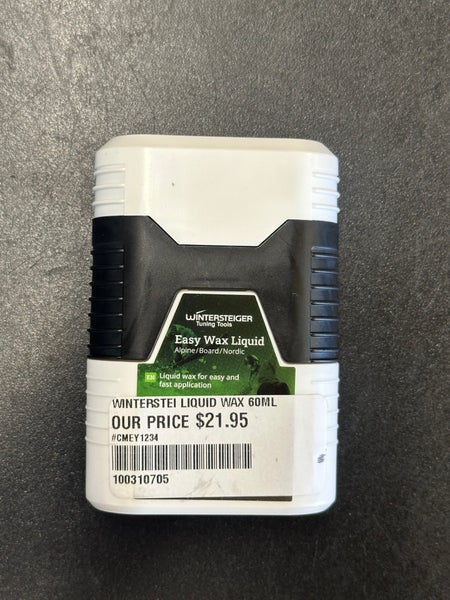 WINTERSTEIGER
Tuning Tools
Easy Wax Liquid
Alpine/Board/Nordic
EN Liquid wax for easy and
fast application
WINTERSTEI LIQUID WAX 60ML
OUR PRICE $21.95
#CMEY1234
100310705